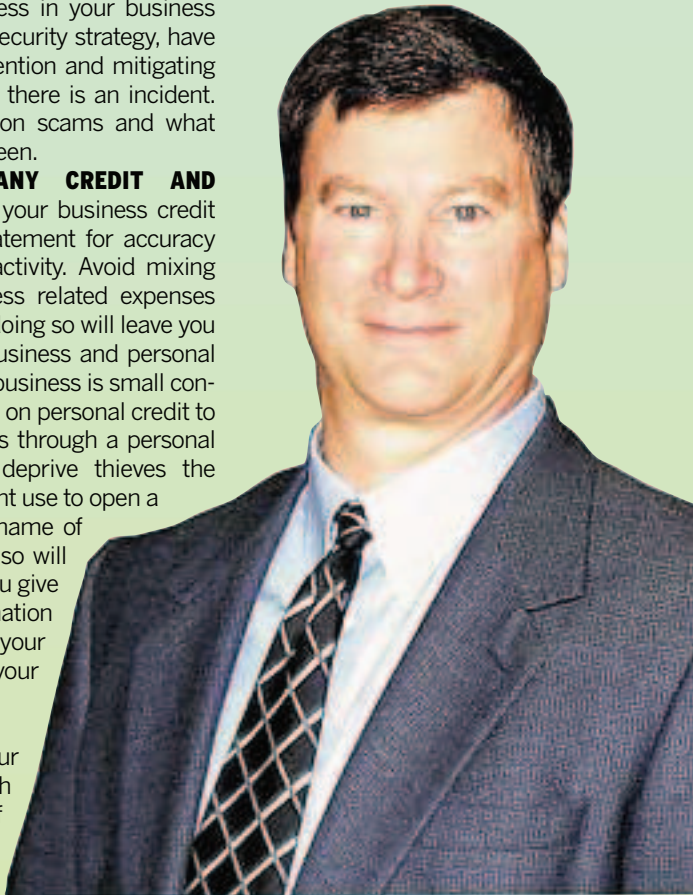 ess in your business
ecurity strategy, have
ention and mitigating
there is an incident.
on scams and what
een.
ANY CREDIT AND
your business credit
atement for accuracy
activity. Avoid mixing
ess related expenses
doing so will leave you
usiness and personal
business is small con-
on personal credit to
s through a personal
deprive thieves the
nt use to open a
name of
so will
u give
ation
your
your
ur
h
f